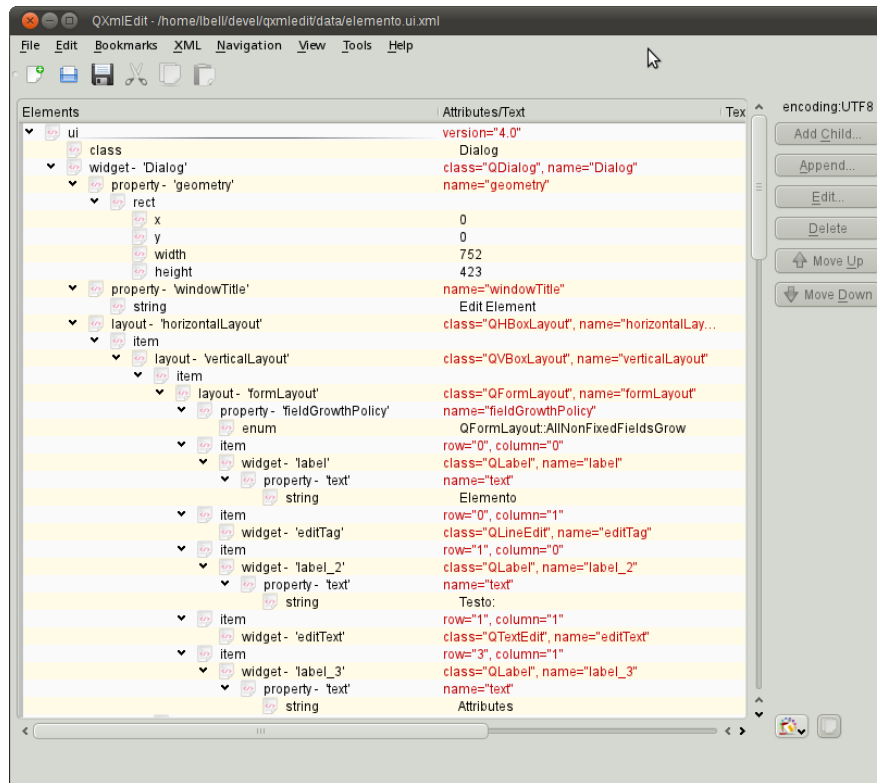 QXmlEdit - /home/lbell/devel/qxmledit/data/elemento.ui.xml
File Edit Bookmarks XML Navigation View Tools Help
Elements Attributes/Text Tex
encoding:UTF8
ui version="4.0"
Add Child...
class Dialog
widget - 'Dialog' class="QDialog", name="Dialog"
Append...
property - 'geometry' name="geometry"
rect
Edit...
x 0
y 0
Delete
width 752
height 423
Move Up
property - 'windowTitle' name="windowTitle"
string Edit Element
Move Down
layout - 'horizontalLayout' class="QHBoxLayout", name="horizontalLay...
item
layout - 'verticalLayout' class="QVBoxLayout", name="verticalLayout"
item
layout - 'formLayout' class="QFormLayout", name="formLayout"
property - 'fieldGrowthPolicy' name="fieldGrowthPolicy"
enum QFormLayout::AllNonFixedFieldsGrow
item row="0", column="0"
widget - 'label' class="QLabel", name="label"
property - 'text' name="text"
string Elemento
item row="0", column="1"
widget - 'editTag' class="QLineEdit", name="editTag"
item row="1", column="0"
widget - 'label_2' class="QLabel", name="label_2"
property - 'text' name="text"
string Testo:
item row="1", column="1"
widget - 'editText' class="QTextEdit", name="editText"
item row="3", column="1"
widget - 'label_3' class="QLabel", name="label_3"
property - 'text' name="text"
string Attributes